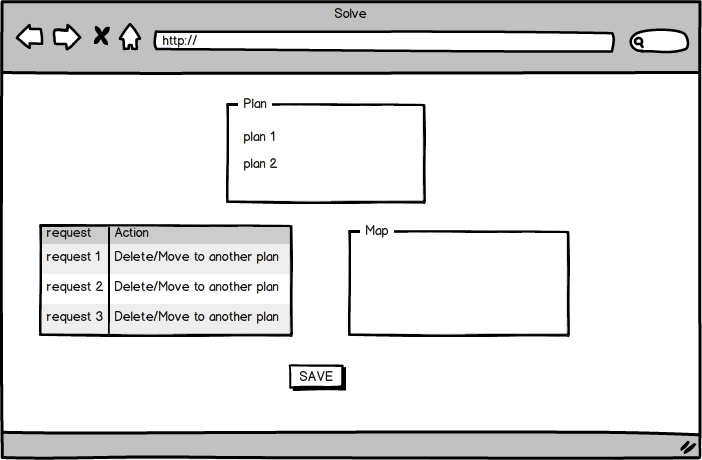 Solve
http://
Plan
plan 1
plan 2
request Action
request 1 Delete/Move to another plan
request 2 Delete/Move to another plan
request 3 Delete/Move to another plan
Map
SAVE